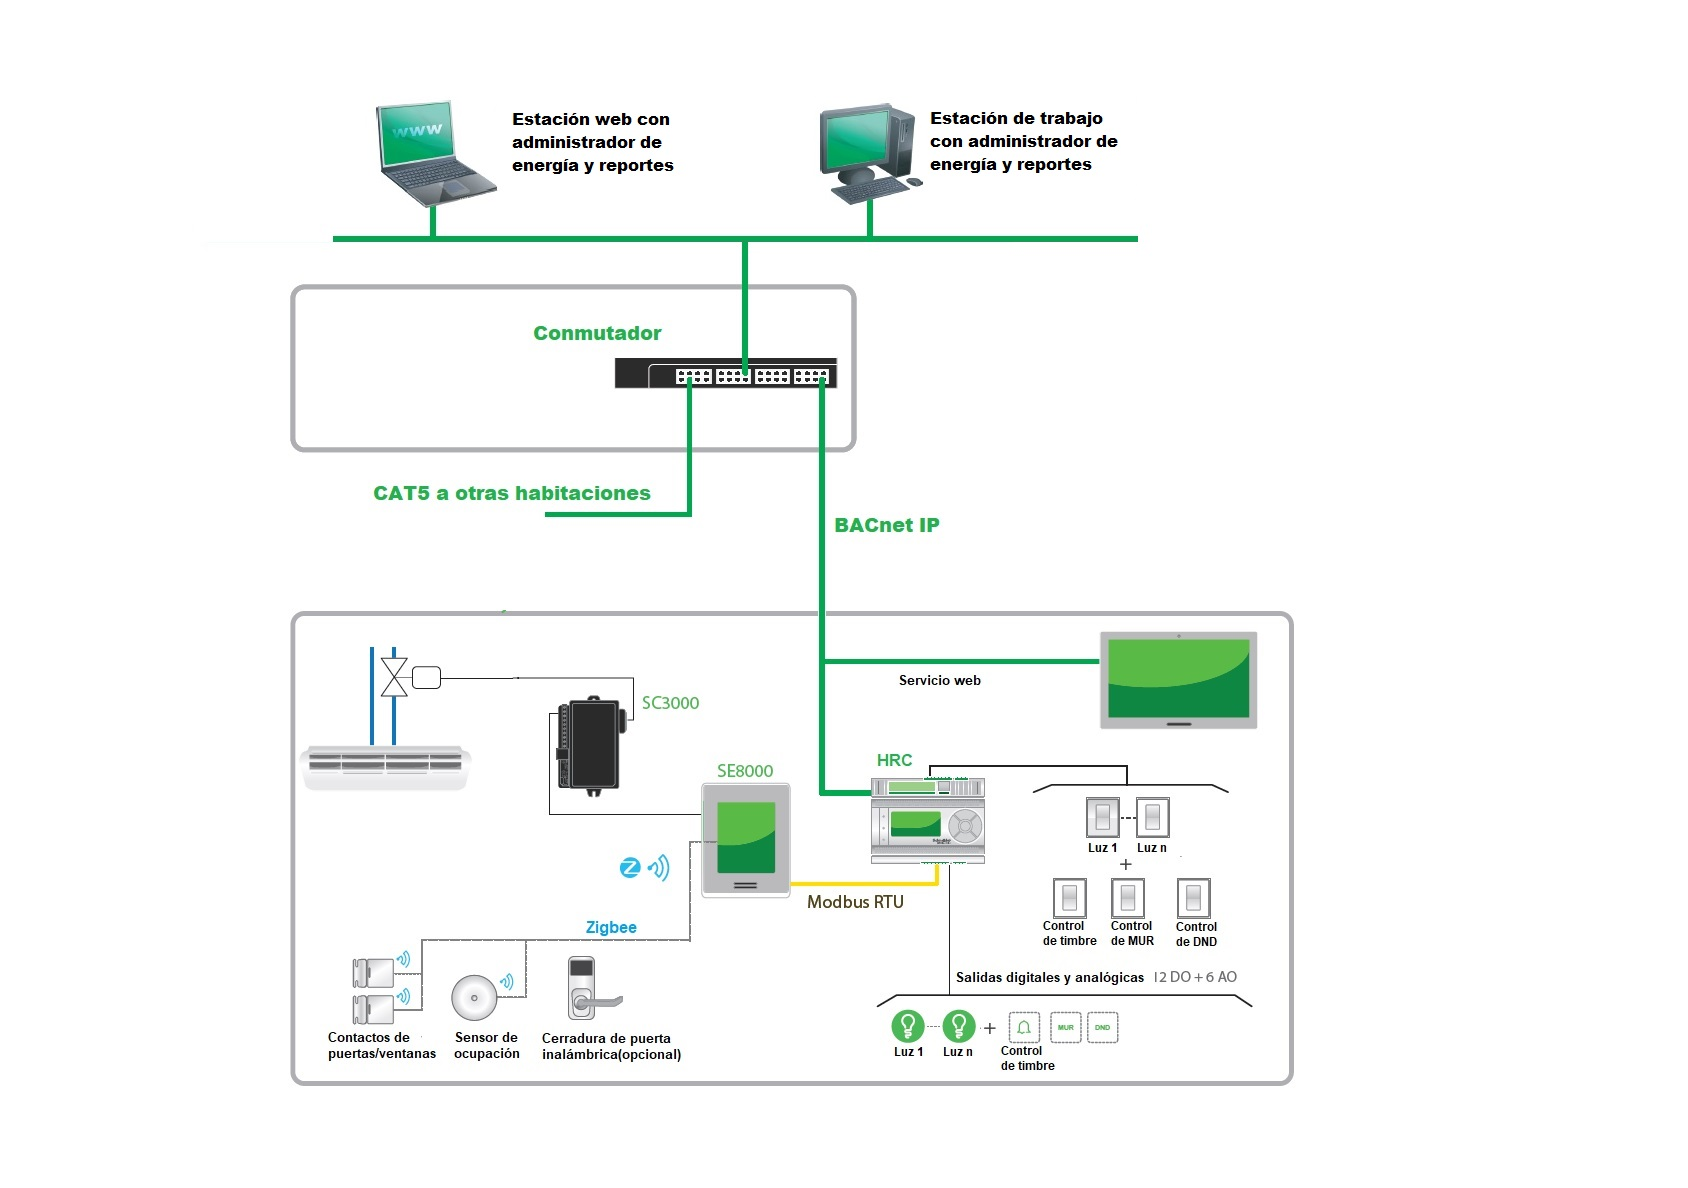 www
Estación web con
administrador de
energía y reportes
Estación de trabajo
con administrador de
energía y reportes
Conmutador
CAT5 a otras habitaciones
BACnet IP
Servicio web
SC3000
SE8000
HRC
Luz 1
Luz n
+
Control
de timbre
Control
de MUR
Control
de DND
Z
Modbus RTU
Zigbee
Salidas digitales y analógicas 12 DO + 6 AO
Contactos de
puertas/ventanas
Sensor de
ocupación
Cerradura de puerta
inalámbrica(opcional)
Luz 1
Luz n
+
Control
de timbre
MUR
DND